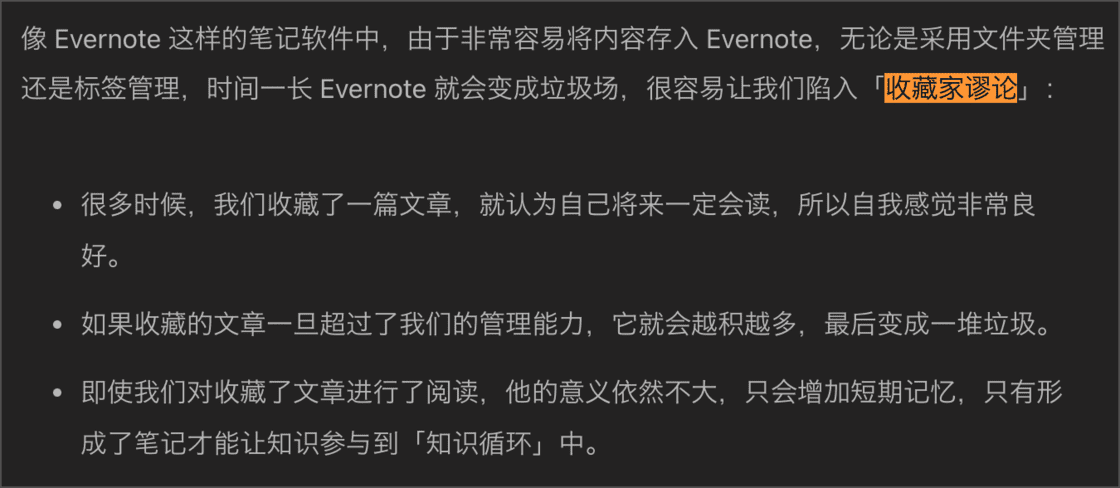 像 Evernote 这样的笔记软件中，由于非常容易将内容存入 Evernote，无论是采用文件夹管理
还是标签管理，时间一长 Evernote 就会变成垃圾场，很容易让我们陷入「收藏家谬论」：
• 很多时候，我们收藏了一篇文章，就认为自己将来一定会读，所以自我感觉非常良
好。
• 如果收藏的文章一旦超过了我们的管理能力，它就会越积越多，最后变成一堆垃圾。
• 即使我们对收藏了文章进行了阅读，他的意义依然不大，只会增加短期记忆，只有形
成了笔记才能让知识参与到「知识循环」中。